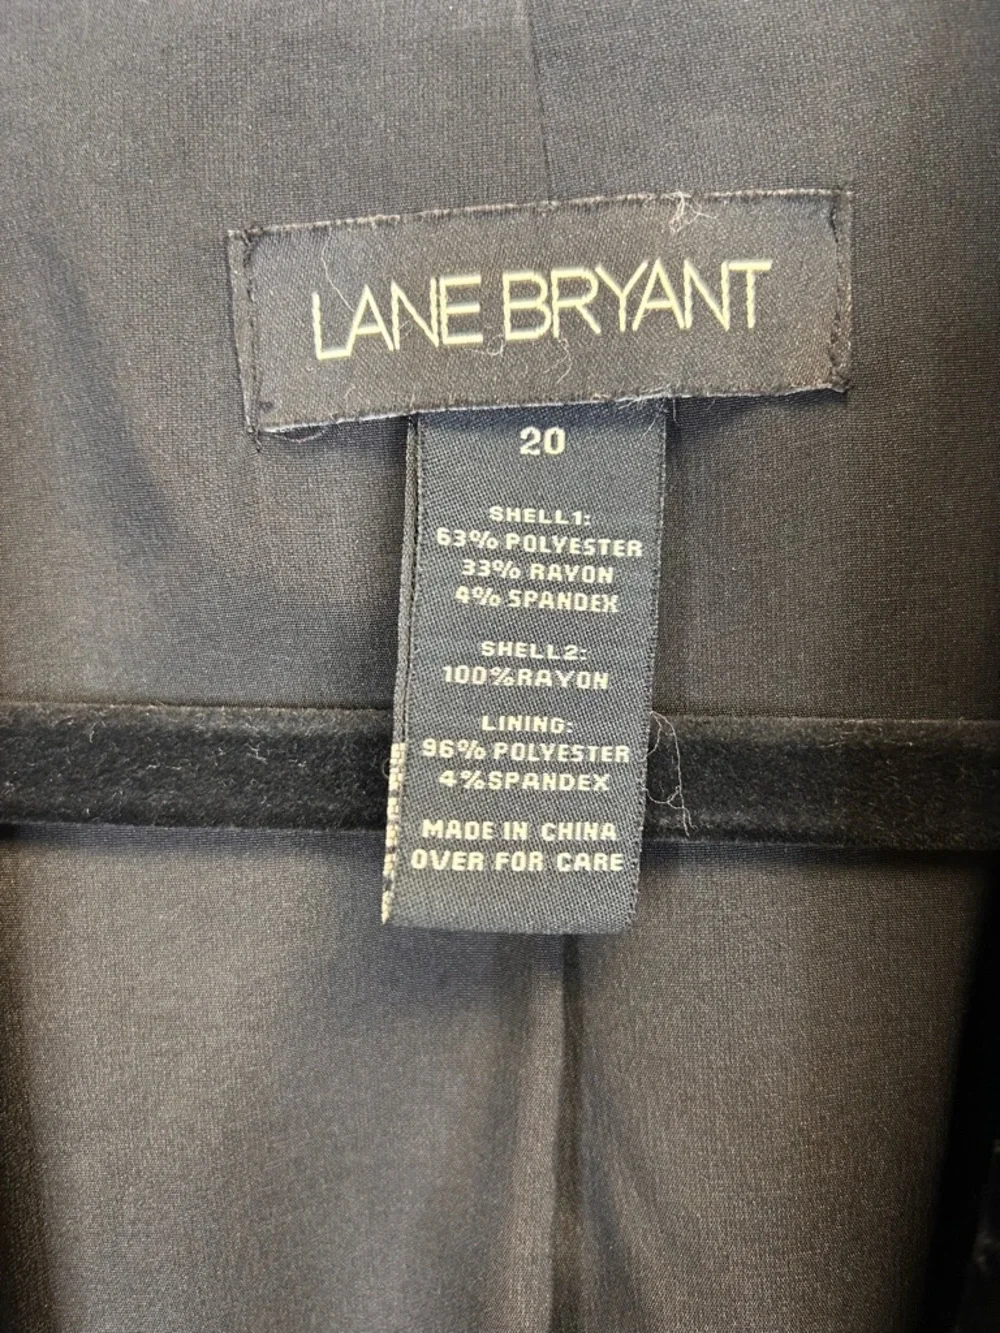 LANE BRYANT
20
SHELL1:
63% POLYESTER
33% RAYON
4% SPANDEX
SHELL2:
100%RAYON
LINING:
96% POLYESTER
4%SPANDEX
MADE IN CHINA
OVER FOR CARE